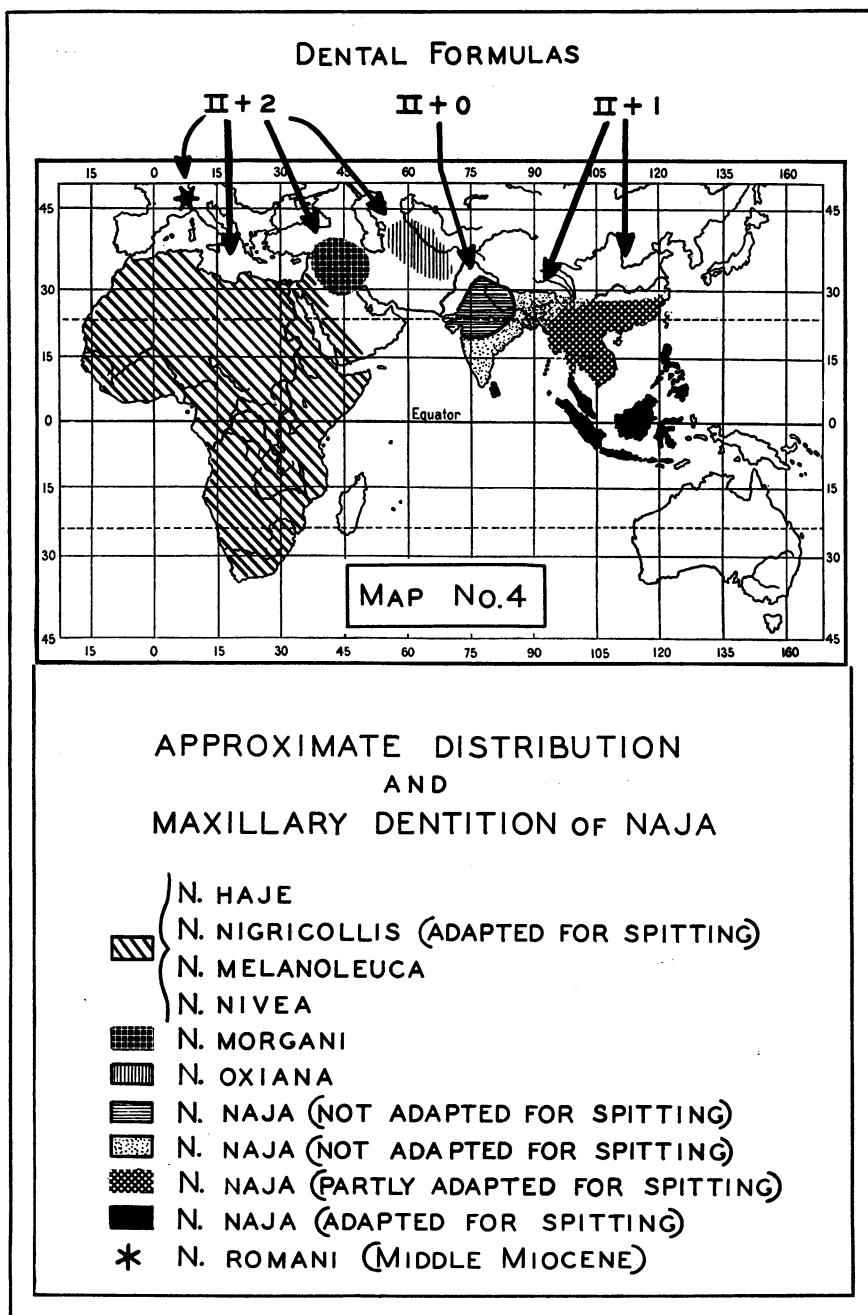 DENTAL FORMULAS
II+2 II+0 II+1
15 0 15 30 45 60 75 90 105 120 135 160
45 45
30 30
15 15
Equator
0 0
15 15
30 30
MAP No.4
45 45
15 0 15 30 45 60 75 90 105 120 135 160
APPROXIMATE DISTRIBUTION
AND
MAXILLARY DENTITION OF NAJA
N. HAJE
N. NIGRICOLLIS (ADAPTED FOR SPITTING)
N. MELANOLEUCA
N. NIVEA
N. MORGANI
N. OXIANA
N. NAJA (NOT ADAPTED FOR SPITTING)
N. NAJA (NOT ADAPTED FOR SPITTING)
N. NAJA (PARTLY ADAPTED FOR SPITTING)
N. NAJA (ADAPTED FOR SPITTING)
N. ROMANI (MIDDLE MIOCENE)